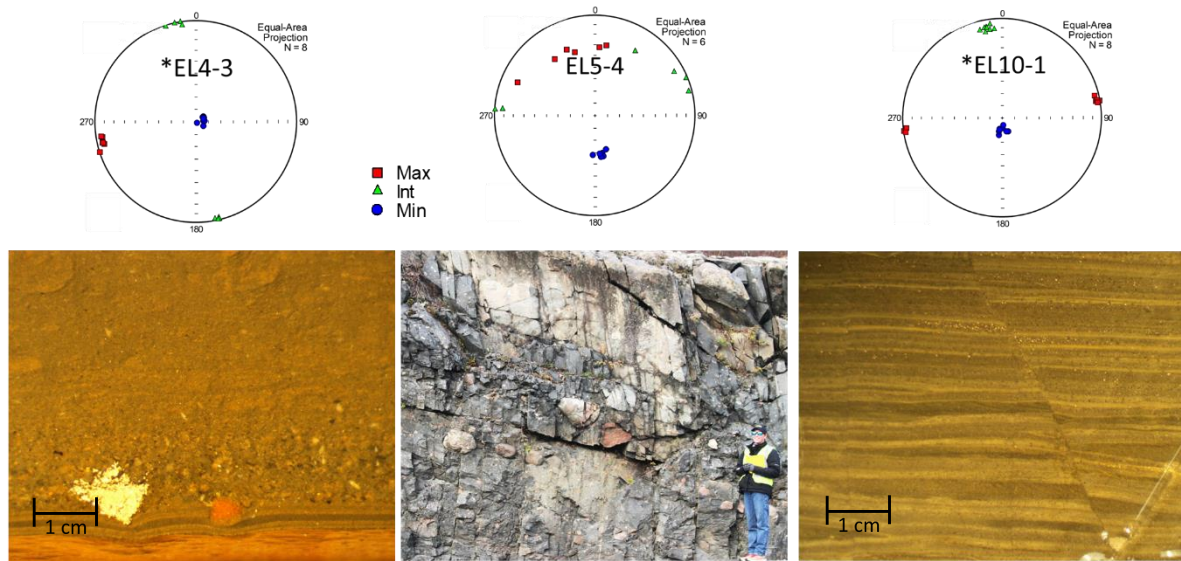 0
Equal-Area
Projection
N = 8
*EL4-3
270
90
180
Equal-Area
Projection
N = 6
EL5-4
270
90
180
0
Equal-Area
Projection
N = 8
*EL10-1
270
90
180
Max
Int
Min
1 cm
1 cm